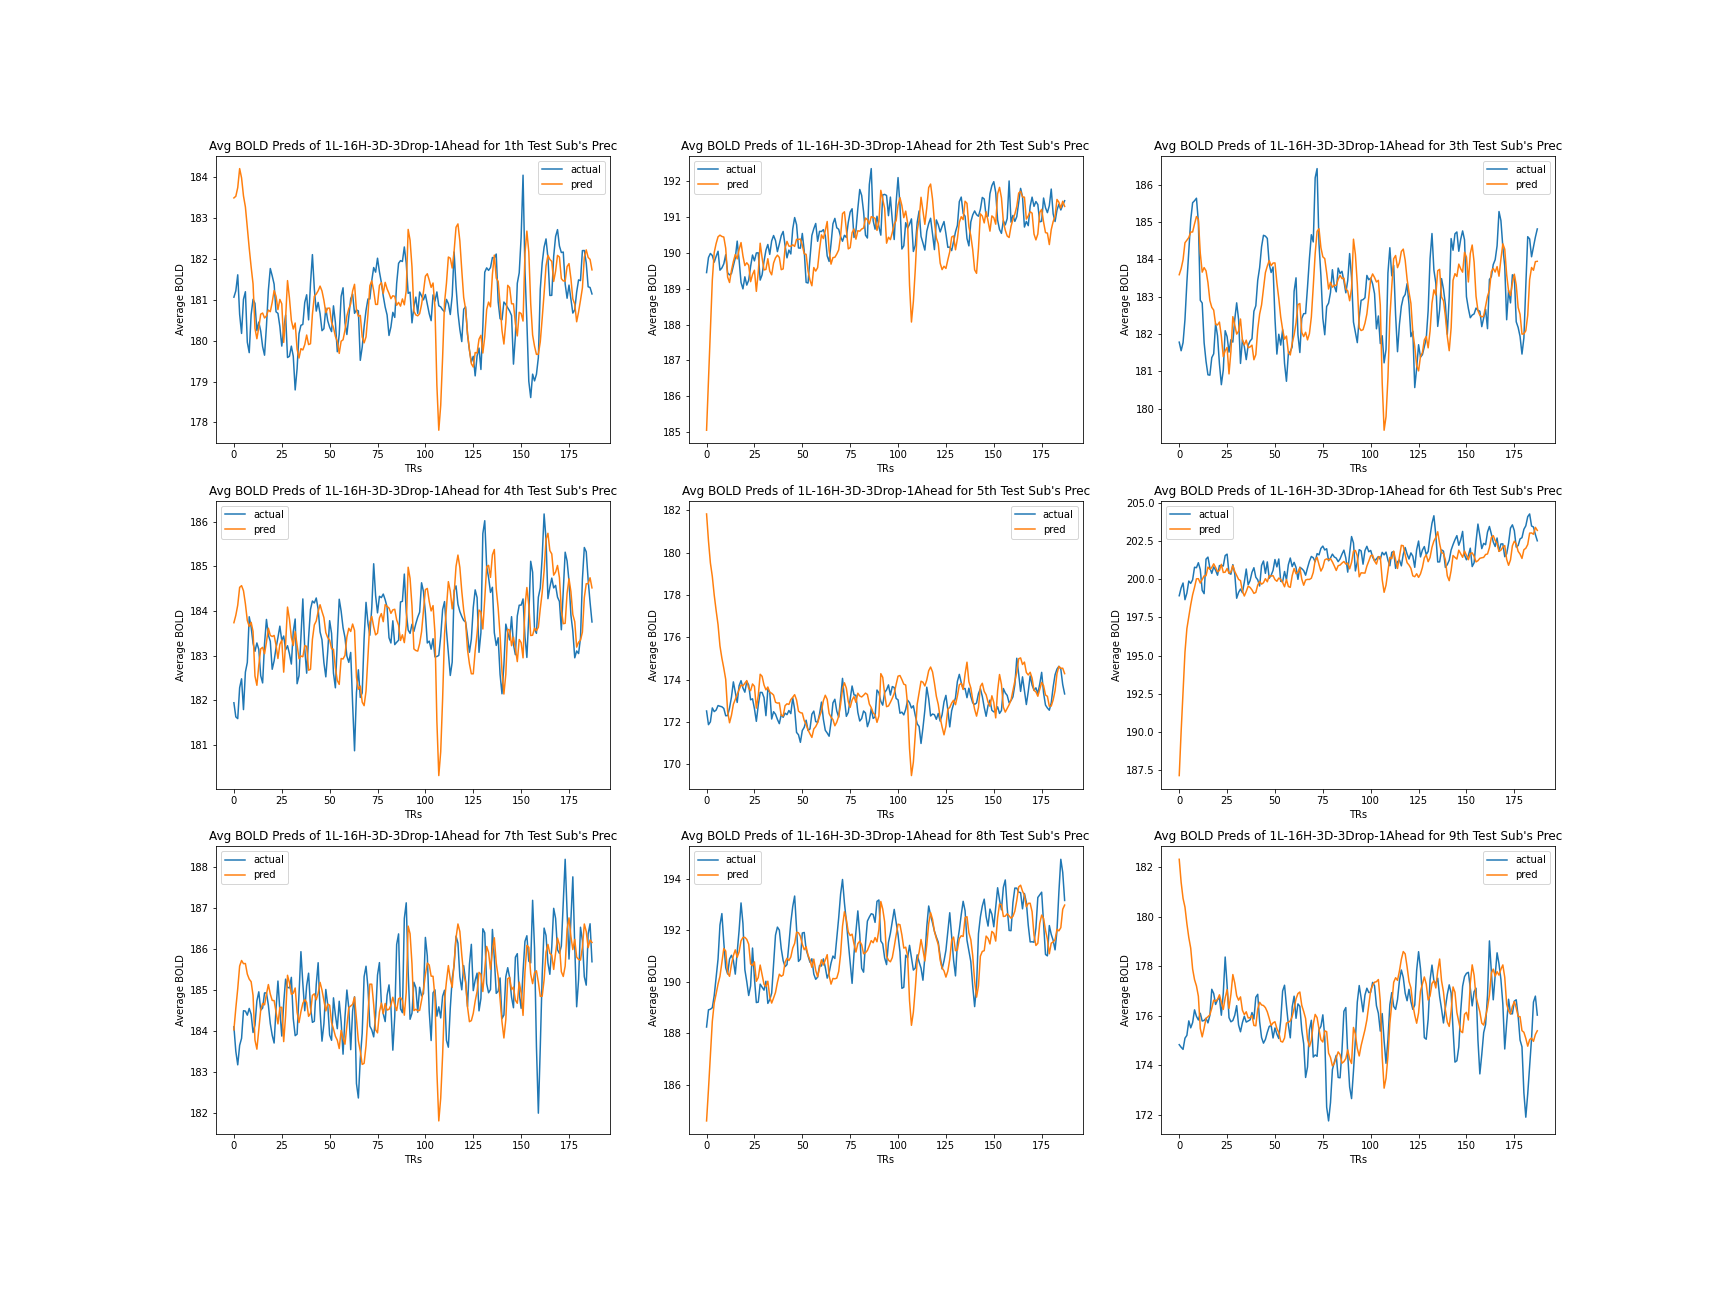 Avg BOLD Preds of 1L-16H-3D-3Drop-1Ahead for 1th Test Sub's Prec
184
183
182
181
180
179
178
Average BOLD
0 25 50 75 100 125 150 175
TRs
actual
pred
Avg BOLD Preds of 1L-16H-3D-3Drop-1Ahead for 2th Test Sub's Prec
192
191
190
189
188
187
186
185
Average BOLD
0 25 50 75 100 125 150 175
TRs
actual
pred
Avg BOLD Preds of 1L-16H-3D-3Drop-1Ahead for 3th Test Sub's Prec
186
185
184
183
182
181
180
Average BOLD
0 25 50 75 100 125 150 175
TRs
actual
pred
Avg BOLD Preds of 1L-16H-3D-3Drop-1Ahead for 4th Test Sub's Prec
186
185
184
183
182
181
Average BOLD
0 25 50 75 100 125 150 175
TRs
actual
pred
Avg BOLD Preds of 1L-16H-3D-3Drop-1Ahead for 5th Test Sub's Prec
182
180
178
176
174
172
170
Average BOLD
0 25 50 75 100 125 150 175
TRs
actual
pred
Avg BOLD Preds of 1L-16H-3D-3Drop-1Ahead for 6th Test Sub's Prec
205.0
202.5
200.0
197.5
195.0
192.5
190.0
187.5
Average BOLD
0 25 50 75 100 125 150 175
TRs
actual
pred
Avg BOLD Preds of 1L-16H-3D-3Drop-1Ahead for 7th Test Sub's Prec
188
187
186
185
184
183
182
Average BOLD
0 25 50 75 100 125 150 175
TRs
actual
pred
Avg BOLD Preds of 1L-16H-3D-3Drop-1Ahead for 8th Test Sub's Prec
194
192
190
188
186
Average BOLD
0 25 50 75 100 125 150 175
TRs
actual
pred
Avg BOLD Preds of 1L-16H-3D-3Drop-1Ahead for 9th Test Sub's Prec
182
180
178
176
174
172
Average BOLD
0 25 50 75 100 125 150 175
TRs
actual
pred